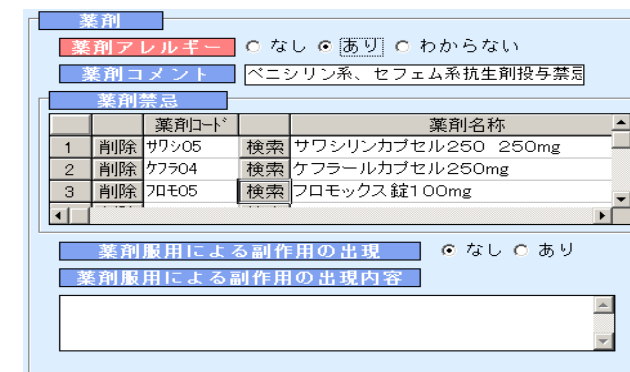 薬剤
薬剤アレルギー なし あり わからない
薬剤コメント ペニシリン系、セフェム系抗生剤投与禁忌
薬剤禁忌
薬剤ｺｰﾄﾞ 薬剤名称
1 削除 ｻﾜｼ05 検索 サワシリンカプセル250 250mg
2 削除 ｹﾌﾗ04 検索 ケフラールカプセル250mg
3 削除 ﾌﾛﾓ05 検索 フロモックス錠100mg
薬剤服用による副作用の出現 なし あり
薬剤服用による副作用の出現内容